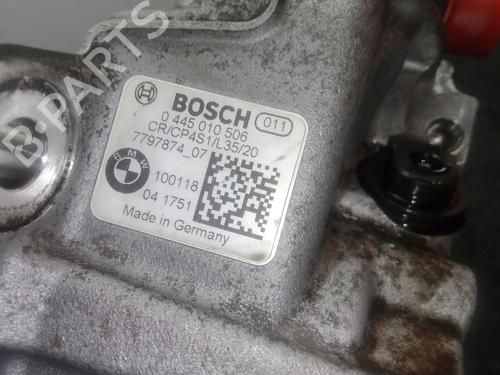 B-PARTS
BOSCH 011
0 445 010 506
CR/CP4S1/L35/20
7797874_07
BMW
100118
04 1751
Made in Germany